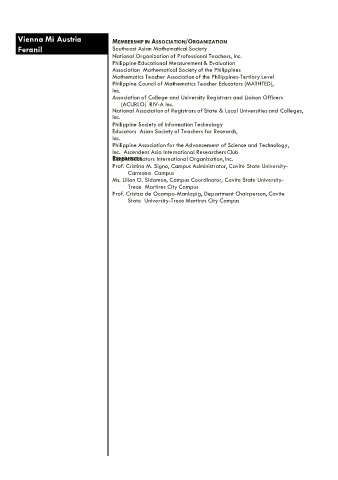 Vienna Mi Austria
Feranil
MEMBERSHIP IN ASSOCIATION/ORGANIZATION
Southeast Asian Mathematical Society
National Organization of Professional Teachers, Inc.
Philippine Educational Measurement & Evaluation
Association Mathematical Society of the Philippines
Mathematics Teacher Association of the Philippines-Tertiary Level
Philippine Council of Mathematics Teacher Educators (MATHTED),
Inc.
Association of College and University Registrars and Liaison Officers
(ACURLO) RIV-A Inc.
National Association of Registrars of State & Local Universities and Colleges,
Inc.
Philippine Society of Information Technology
Educators Asian Society of Teachers for Research,
Inc.
Philippine Association for the Advancement of Science and Technology,
Inc. Ascendens Asia International Researchers Club
International Organization, Inc.
Prof. Cristina M. Signo, Campus Administrator, Cavite State University-
Carmona Campus
Ms. Lilian O. Sidamon, Campus Coordinator, Cavite State University-
Trece Martires City Campus
Prof. Cristza de Ocampo-Manlapig, Department Chairperson, Cavite
State University-Trece Martires City Campus